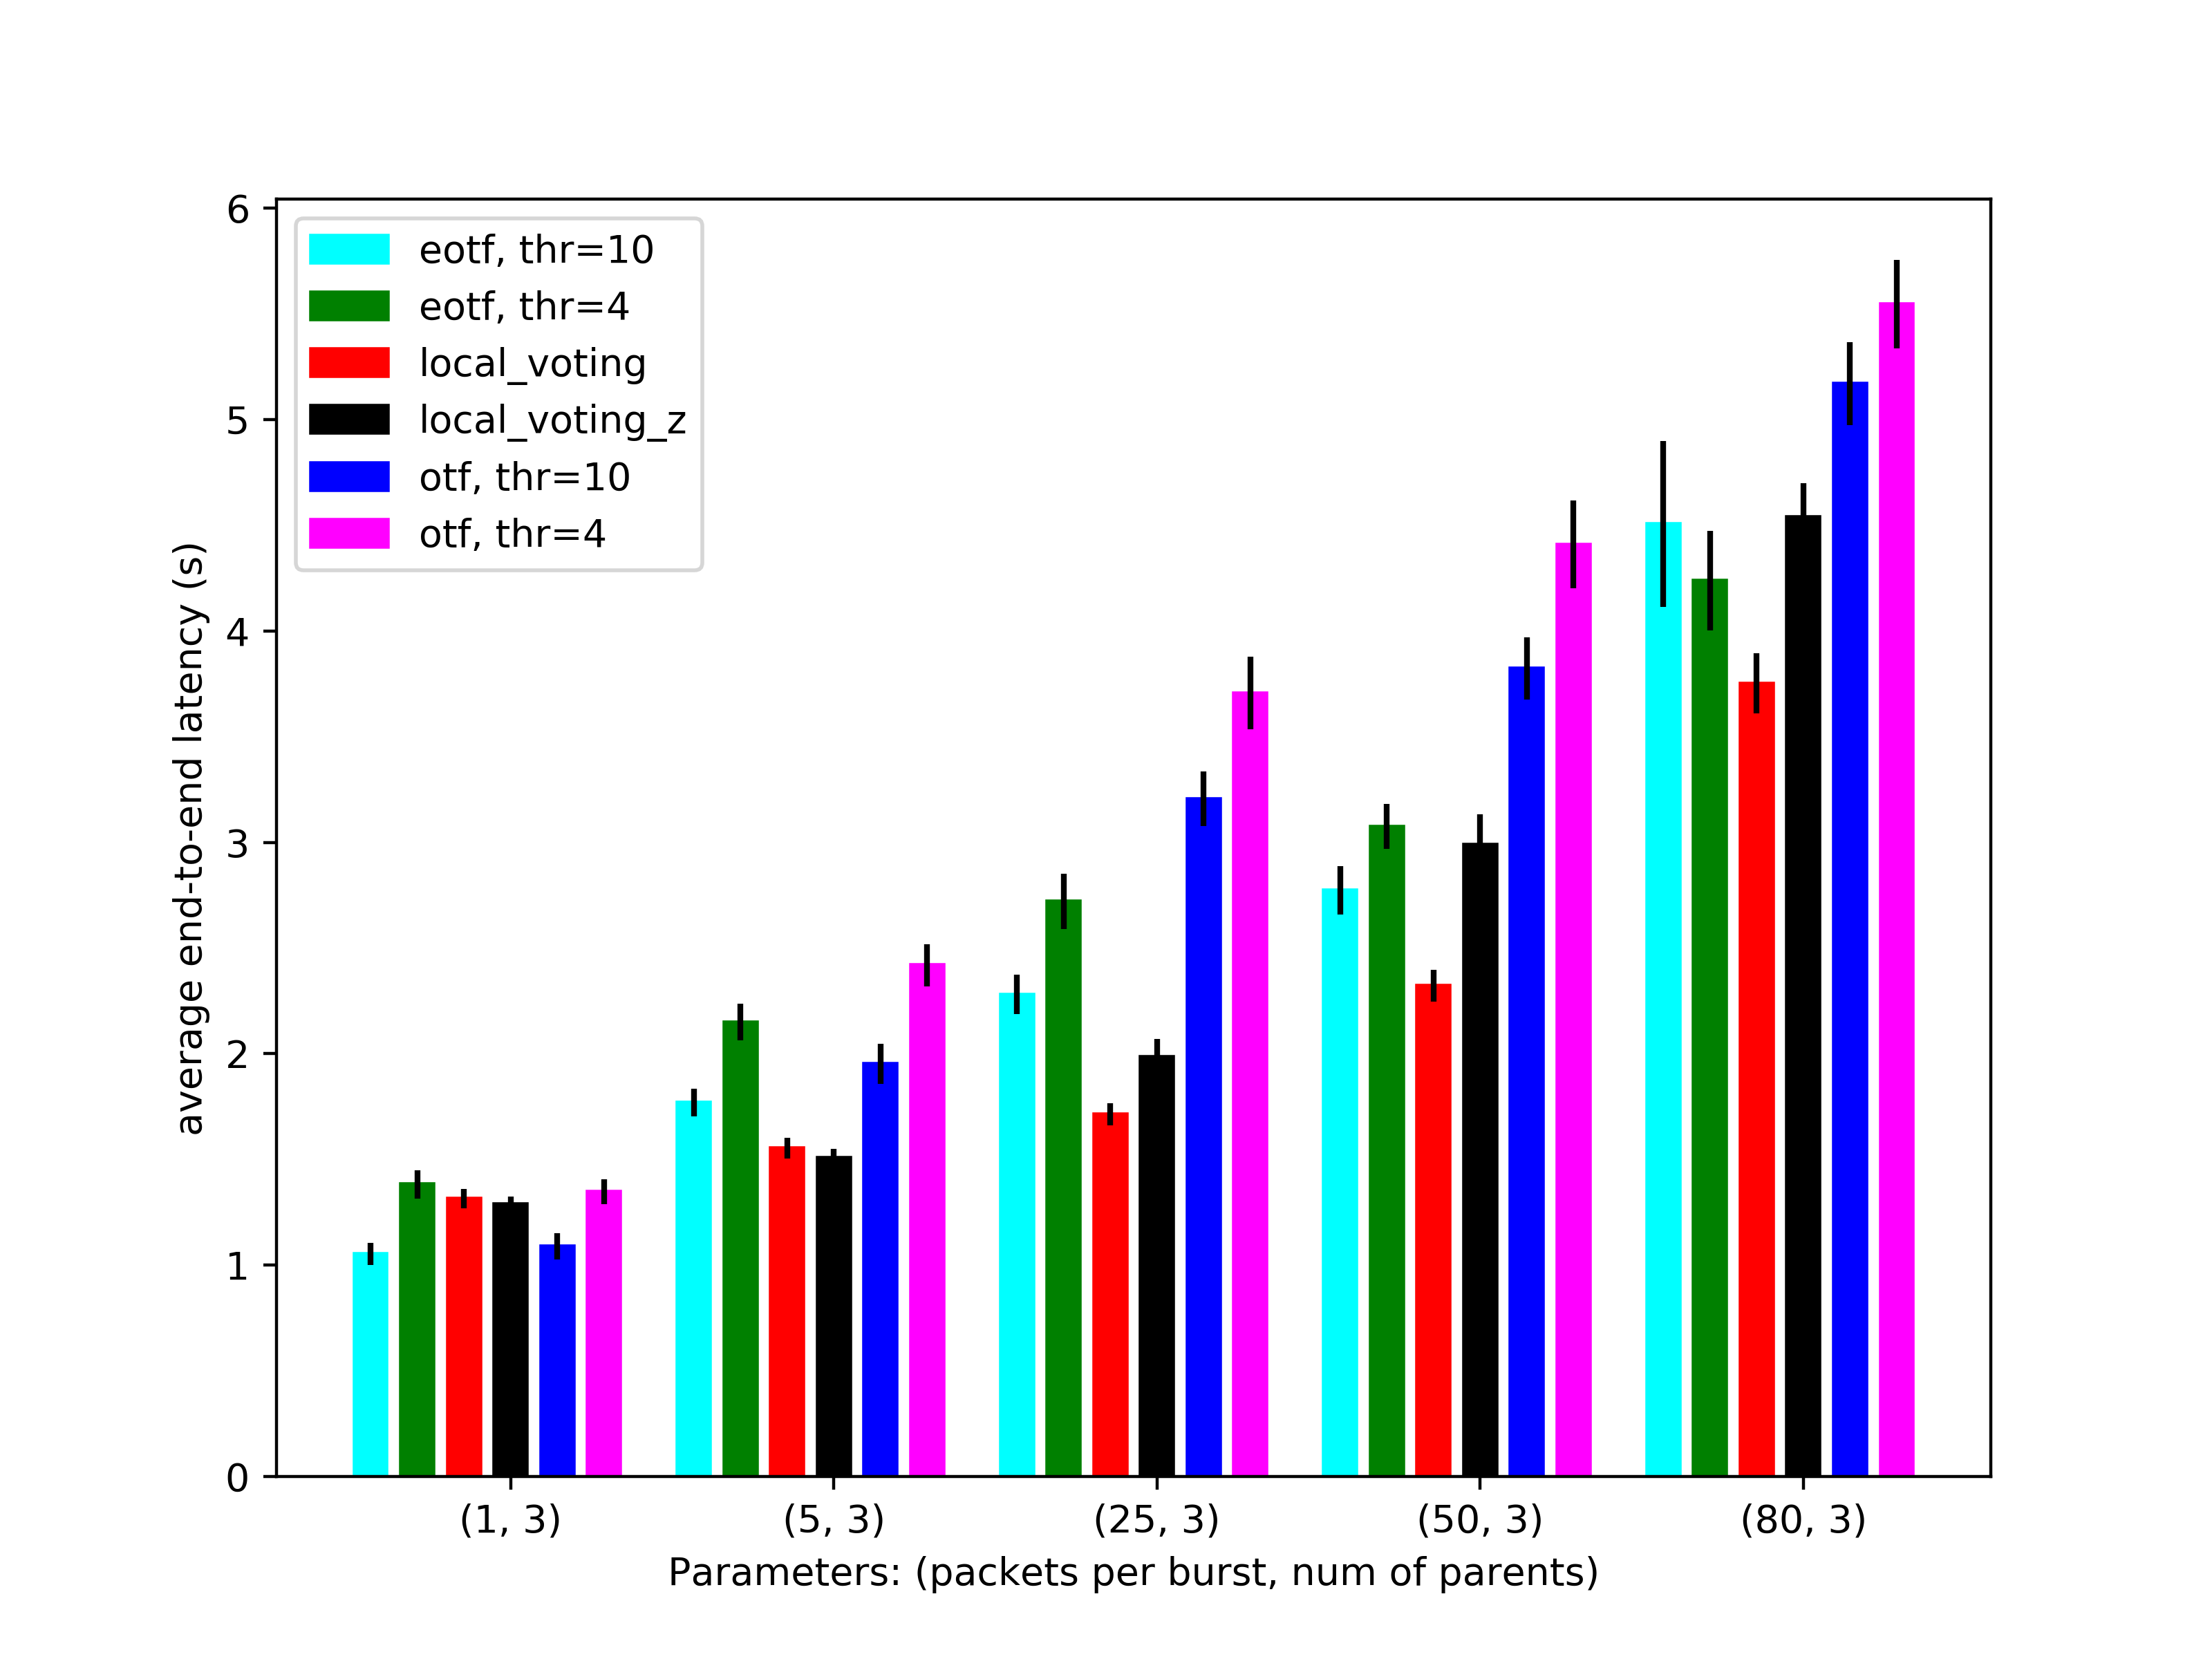 eotf, thr=10
eotf, thr=4
local_voting
local_voting_z
otf, thr=10
otf, thr=4
average end-to-end latency (s)
6
5
4
3
2
1
0
(1, 3) (5, 3) (25, 3) (50, 3) (80, 3)
Parameters: (packets per burst, num of parents)